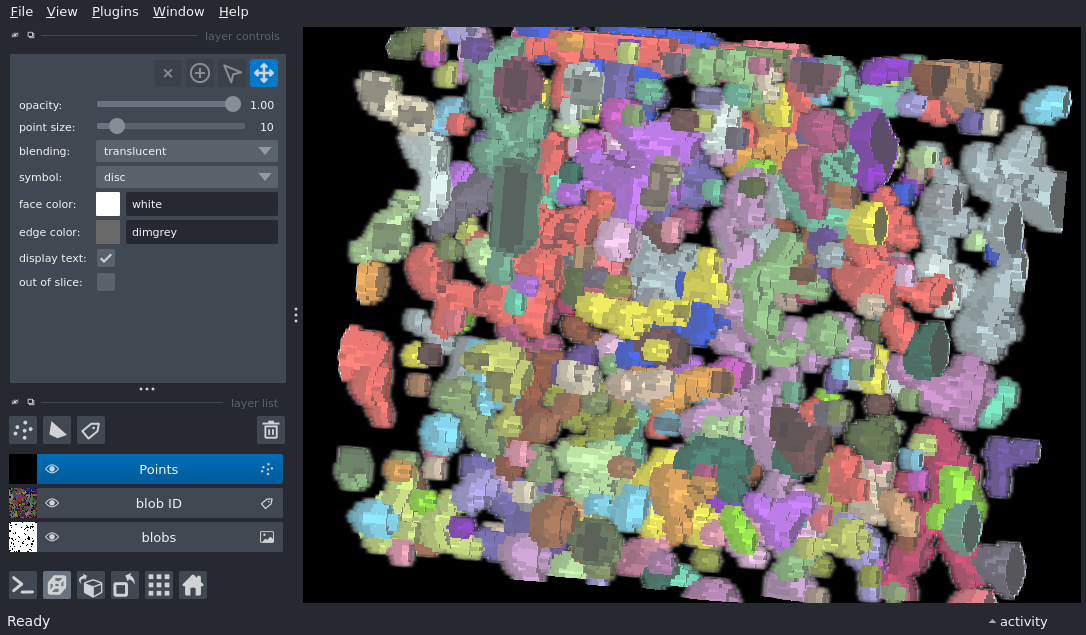 File View Plugins Window Help
layer controls
opacity: 1.00
point size: 10
blending: translucent
symbol: disc
face color: white
edge color: dimgrey
display text:
out of slice:
layer list
Points
blob ID
blobs
Ready
activity